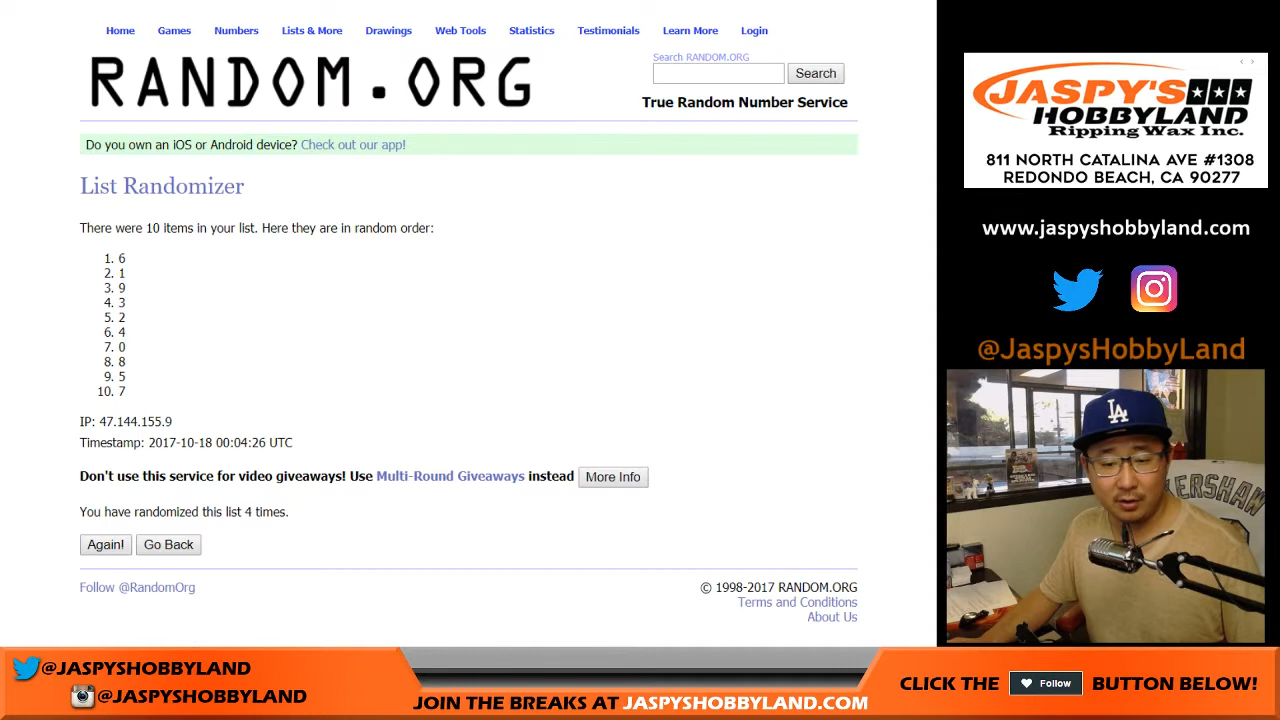 Home Games Numbers Lists & More Drawings Web Tools Statistics Testimonials Learn More Login
RANDOM.ORG
Search RANDOM.ORG
Search
True Random Number Service
Do you own an iOS or Android device? Check out our app!
List Randomizer
There were 10 items in your list. Here they are in random order:
1. 6
2. 1
3. 9
4. 3
5. 2
6. 4
7. 0
8. 8
9. 5
10. 7
IP: 47.144.155.9
Timestamp: 2017-10-18 00:04:26 UTC
Don't use this service for video giveaways! Use Multi-Round Giveaways instead More Info
You have randomized this list 4 times.
Again! Go Back
Follow @RandomOrg
© 1998-2017 RANDOM.ORG
Terms and Conditions
About Us
JASPY'S
HOBBYLAND
Ripping Wax Inc.
811 NORTH CATALINA AVE #1308
REDONDO BEACH, CA 90277
www.jaspyshobbyland.com
@JaspysHobbyLand
LA
ERSHAW
@JASPYSHOBBYLAND
@JASPYSHOBBYLAND
JOIN THE BREAKS AT JASPYSHOBBYLAND.COM
CLICK THE Follow BUTTON BELOW!